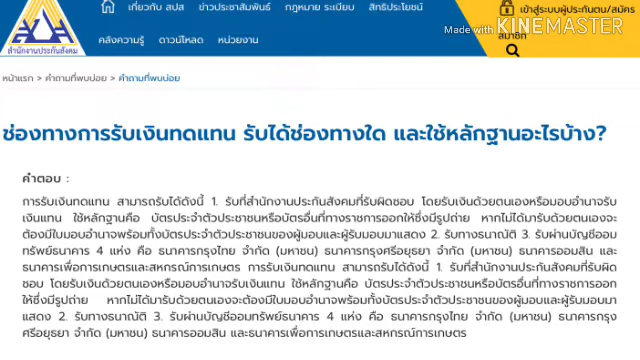 เกี่ยวกับ สปส ข่าวประชาสัมพันธ์ กฎหมาย ระเบียบ สิทธิประโยชน์ เข้าสู่ระบบผู้ประกันตน/สมัคร
Made with KINEMASTER
สมาชิก
คลังความรู้ ดาวน์โหลด หน่วยงาน
สำนักงานประกันสังคม
หน้าแรก > คำถามที่พบบ่อย > คำถามที่พบบ่อย
ช่องทางการรับเงินทดแทน รับได้ช่องทางใด และใช้หลักฐานอะไรบ้าง?
คำตอบ :
การรับเงินทดแทน สามารถรับได้ดังนี้ 1. รับที่สำนักงานประกันสังคมที่รับผิดชอบ โดยรับเงินด้วยตนเองหรือมอบอำนาจรับ
เงินแทน ใช้หลักฐานคือ บัตรประจำตัวประชาชนหรือบัตรอื่นที่ทางราชการออกให้ซึ่งมีรูปถ่าย หากไม่ได้มารับด้วยตนเองจะ
ต้องมีใบมอบอำนาจพร้อมทั้งบัตรประจำตัวประชาชนของผู้มอบและผู้รับมอบมาแสดง 2. รับทางธนาณัติ 3. รับผ่านบัญชีออม
ทรัพย์ธนาคาร 4 แห่ง คือ ธนาคารกรุงไทย จำกัด (มหาชน) ธนาคารกรุงศรีอยุธยา จำกัด (มหาชน) ธนาคารออมสิน และ
ธนาคารเพื่อการเกษตรและสหกรณ์การเกษตร การรับเงินทดแทน สามารถรับได้ดังนี้ 1. รับที่สำนักงานประกันสังคมที่รับผิด
ชอบ โดยรับเงินด้วยตนเองหรือมอบอำนาจรับเงินแทน ใช้หลักฐานคือ บัตรประจำตัวประชาชนหรือบัตรอื่นที่ทางราชการออก
ให้ซึ่งมีรูปถ่าย หากไม่ได้มารับด้วยตนเองจะต้องมีใบมอบอำนาจพร้อมทั้งบัตรประจำตัวประชาชนของผู้มอบและผู้รับมอบมา
แสดง 2. รับทางธนาณัติ 3. รับผ่านบัญชีออมทรัพย์ธนาคาร 4 แห่ง คือ ธนาคารกรุงไทย จำกัด (มหาชน) ธนาคารกรุง
ศรีอยุธยา จำกัด (มหาชน) ธนาคารออมสิน และธนาคารเพื่อการเกษตรและสหกรณ์การเกษตร